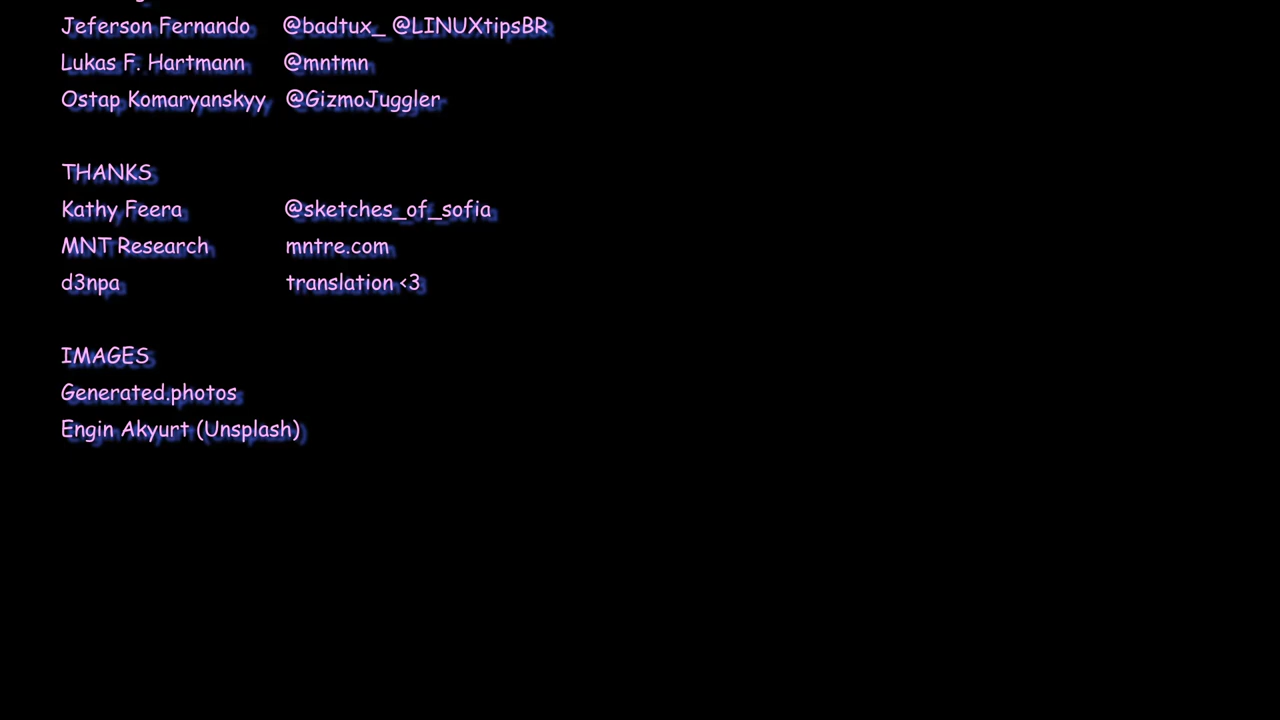 Jeferson Fernando @badtux_ @LINUXtipsBR
Lukas F. Hartmann @mntmn
Ostap Komaryanskyy @GizmoJuggler
THANKS
Kathy Feera @sketches_of_sofia
MNT Research mntre.com
d3npa translation <3
IMAGES
Generated.photos
Engin Akyurt (Unsplash)